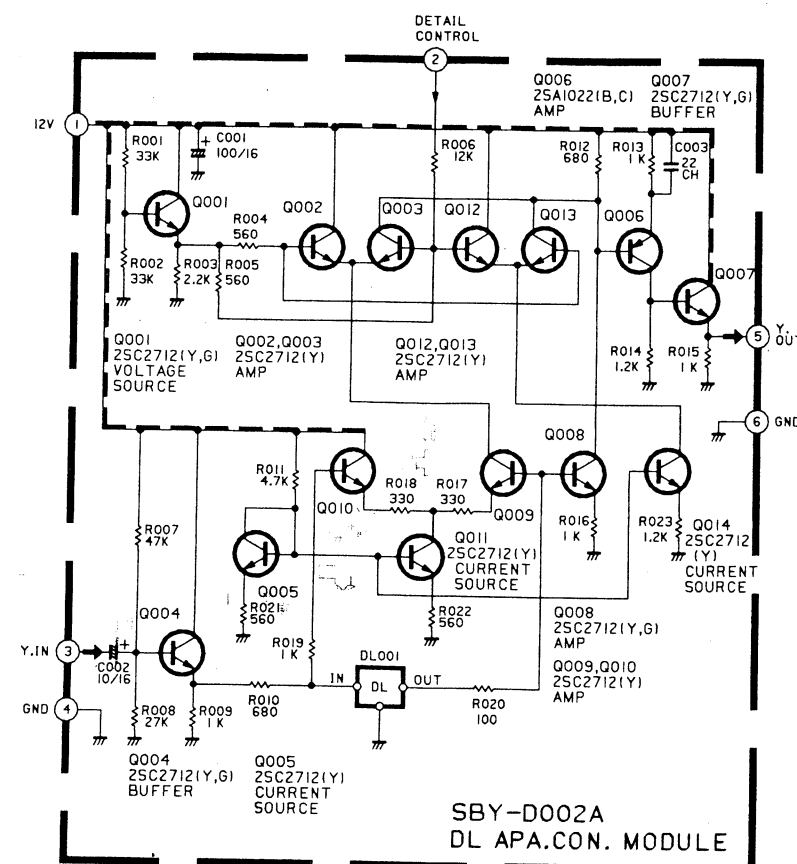 DETAIL
CONTROL
2
Q006
2SA1022(B,C)
AMP
Q007
2SC2712(Y,G)
BUFFER
12V
1
R001
33K
C001
100/16
+
R006
12K
R012
680
R013
1K
C003
22
CH
Q001
R004
560
Q002
Q003
Q012
Q013
Q006
R002
33K
R003
2.2K
R005
560
Q007
5
Y.
OUT
Q001
2SC2712(Y,G)
VOLTAGE
SOURCE
Q002,Q003
2SC2712(Y)
AMP
Q012,Q013
2SC2712(Y)
AMP
R014
1.2K
R015
1K
6
GND
R011
4.7K
R018
330
R017
330
Q008
Q010
Q009
R007
47K
R016
1K
R023
1.2K
Q014
2SC2712
(Y)
CURRENT
SOURCE
Q011
2SC2712(Y)
CURRENT
SOURCE
Q005
R021
560
R022
560
Q004
Y.IN
3
+
C002
10/16
R019
1K
DL001
IN
DL
OUT
Q008
2SC2712(Y,G)
AMP
Q009,Q010
2SC2712(Y)
AMP
GND
4
R008
27K
R009
1K
R010
680
R020
100
Q004
2SC2712(Y,G)
BUFFER
Q005
2SC2712(Y)
CURRENT
SOURCE
SBY-D002A
DL APA.CON. MODULE